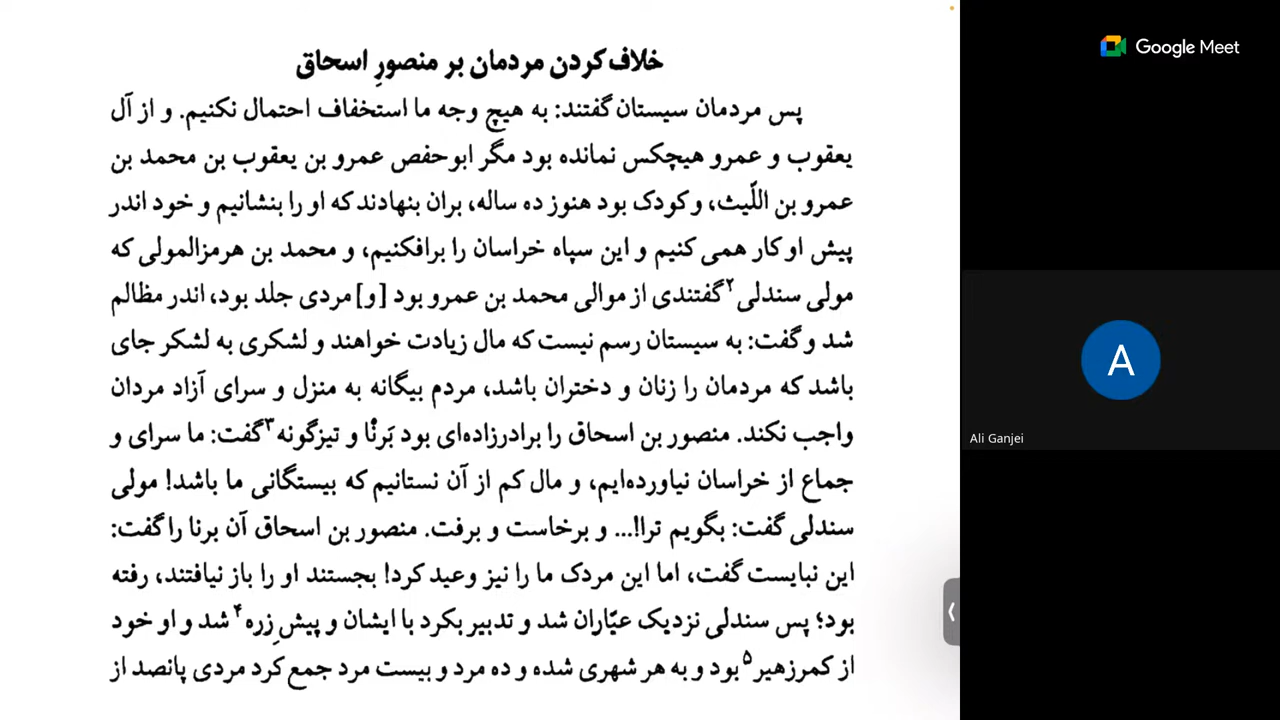 خلاف کردن مردمان بر منصورِ اسحاق
پس مردمان سیستان گفتند: به هیچ وجه ما استخفاف احتمال نکنیم. و از آل
یعقوب و عمرو هیچکس نمانده بود مگر ابوحفص عمرو بن یعقوب بن محمد بن
عمرو بن اللّیث، و کودک بود هنوز ده ساله، بران بنهادند که او را بنشانیم و خود اندر
پیش او کار همی کنیم و این سپاه خراسان را برافکنیم، و محمد بن هرمزالمولی که
مولی سندلی۲ گفتندی از موالی محمد بن عمرو بود [و] مردی جلد بود، اندر مظالم
شد و گفت: به سیستان رسم نیست که مال زیادت خواهند و لشکری به لشکر جای
باشد که مردمان را زنان و دختران باشد، مردم بیگانه به منزل و سرای آزاد مردان
واجب نکند. منصور بن اسحاق را برادرزاده‌ای بود بَرنْا و تیزگونه۳ گفت: ما سرای و
جماع از خراسان نیاورده‌ایم، و مال کم از آن نستانیم که بیستگانی ما باشد! مولی
سندلی گفت: بگویم ترا!... و برخاست و برفت. منصور بن اسحاق آن برنا را گفت:
این نبایست گفت، اما این مردک ما را نیز وعید کرد! بجستند او را باز نیافتند، رفته
بود؛ پس سندلی نزدیک عیّاران شد و تدبیر بکرد با ایشان و پیشِ زره۴ شد و او خود
از کمرزهیر۵ بود و به هر شهری شده و ده مرد و بیست مرد جمع کرد مردی پانصد از
Google Meet
A
Ali Ganjei